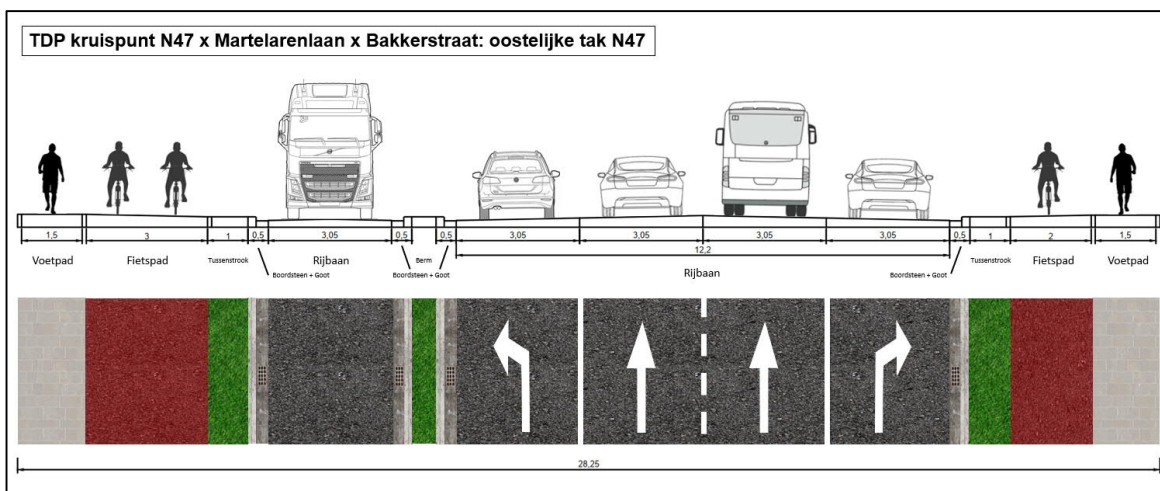 TDP kruispunt N47 x Martelarenlaan x Bakkerstraat: oostelijke tak N47
1,5 3 1 0,5 3,05 0,5 0,5 3,05 3,05 3,05 3,05 0,5 1 2 1,5
12,2
Voetpad Fietspad Tussenstrook Rijbaan Berm Rijbaan Tussenstrook Fietspad Voetpad
Boordsteen + Goot Boordsteen + Goot Boordsteen + Goot
28,25